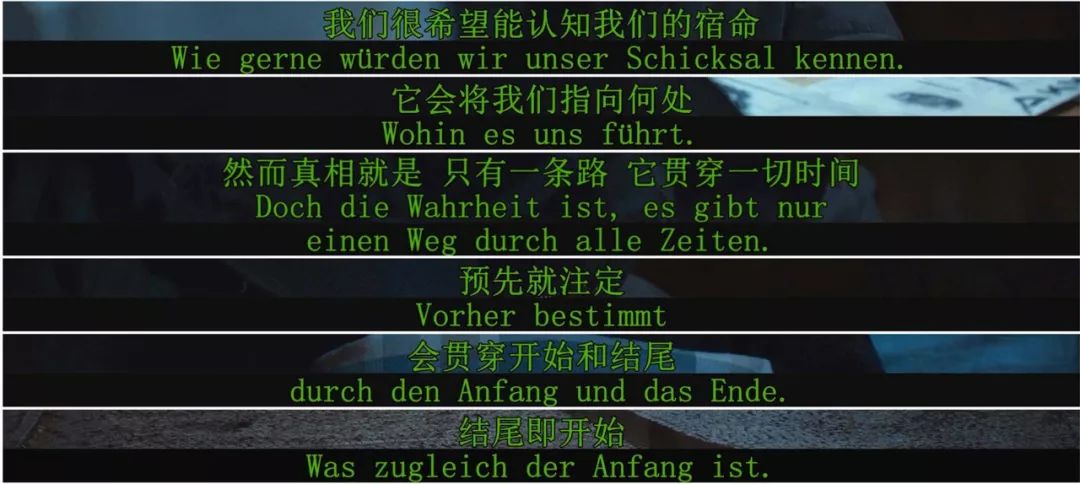 我们很希望能认知我们的宿命
Wie gerne würden wir unser Schicksal kennen.
它会将我们指向何处
Wohin es uns führt.
然而真相就是 只有一条路 它贯穿一切时间
Doch die Wahrheit ist, es gibt nur
einen Weg durch alle Zeiten.
预先就注定
Vorher bestimmt
会贯穿开始和结尾
durch den Anfang und das Ende.
结尾即开始
Was zugleich der Anfang ist.